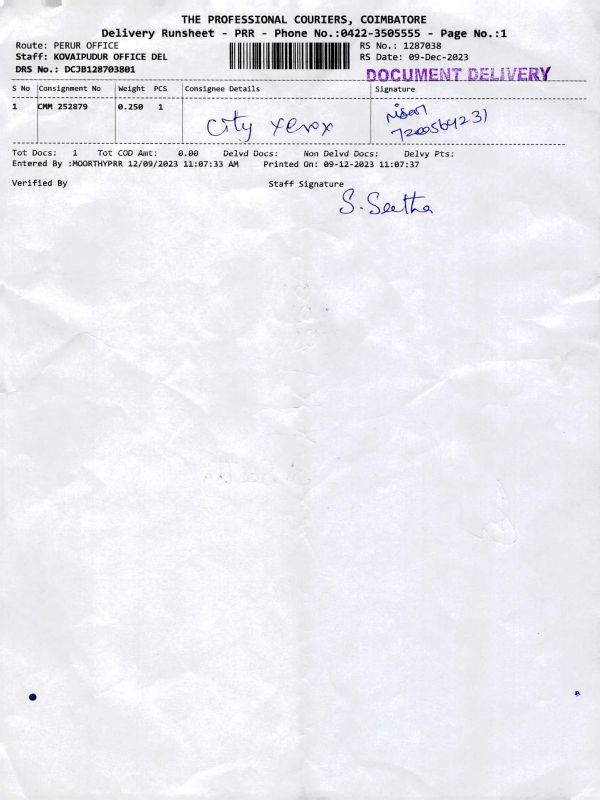 THE PROFESSIONAL COURIERS, COIMBATORE
Delivery Runsheet - PRR - Phone No.:0422-3505555 - Page No.:1
Route: PERUR OFFICE
RS No.: 1287038
Staff: KOVAIPUDUR OFFICE DEL
RS Date: 09-Dec-2023
DRS No.: DCJB128703801
DOCUMENT DELIVERY
S No Consignment No Weight PCS Consignee Details Signature
1 CMM 252879 0.250 1
City xerox
7200564231
Tot Docs: 1 Tot COD Amt: 0.00 Delvd Docs: Non Delvd Docs: Delvy Pts:
Entered By :MOORTHYPRR 12/09/2023 11:07:33 AM Printed On: 09-12-2023 11:07:37
Verified By Staff Signature
S. Seetha